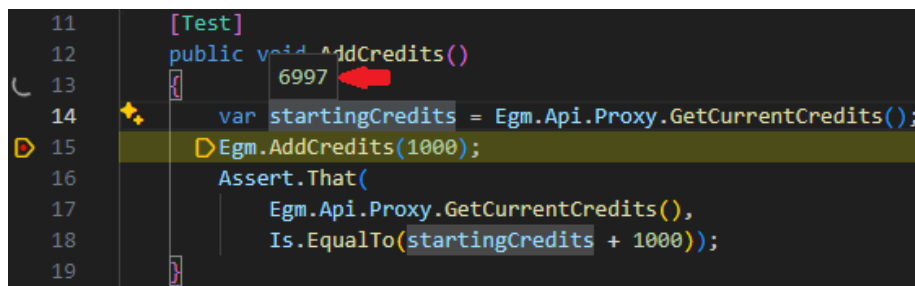 11 [Test]
12 public void AddCredits()
6997
13 {
14 var startingCredits = Egm.Api.Proxy.GetCurrentCredits();
15 Egm.AddCredits(1000);
16 Assert.That(
17 Egm.Api.Proxy.GetCurrentCredits(),
18 Is.EqualTo(startingCredits + 1000));
19 }